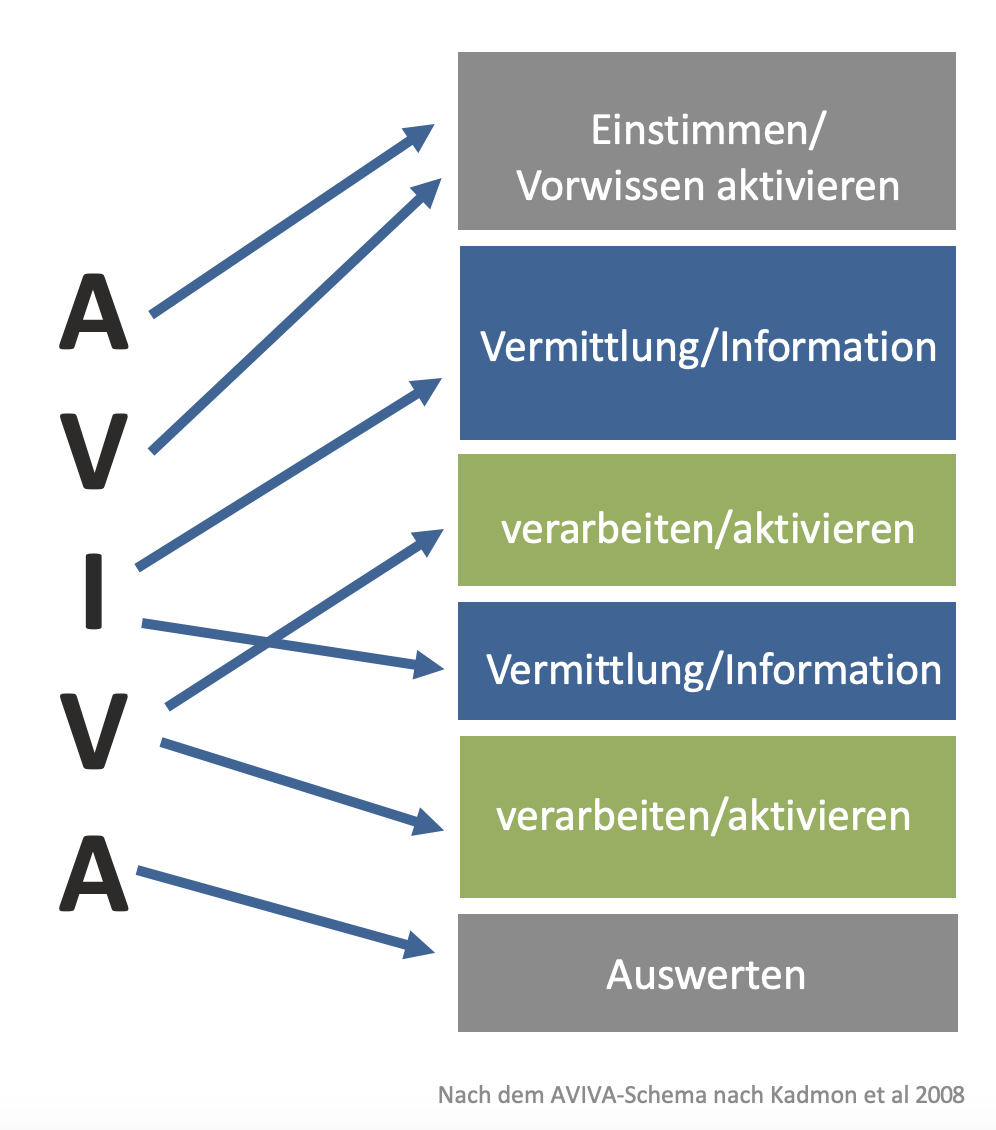 A
V
I
V
A
Einstimmen/
Vorwissen aktivieren
Vermittlung/Information
verarbeiten/aktivieren
Vermittlung/Information
verarbeiten/aktivieren
Auswerten
Nach dem AVIVA-Schema nach Kadmon et al 2008